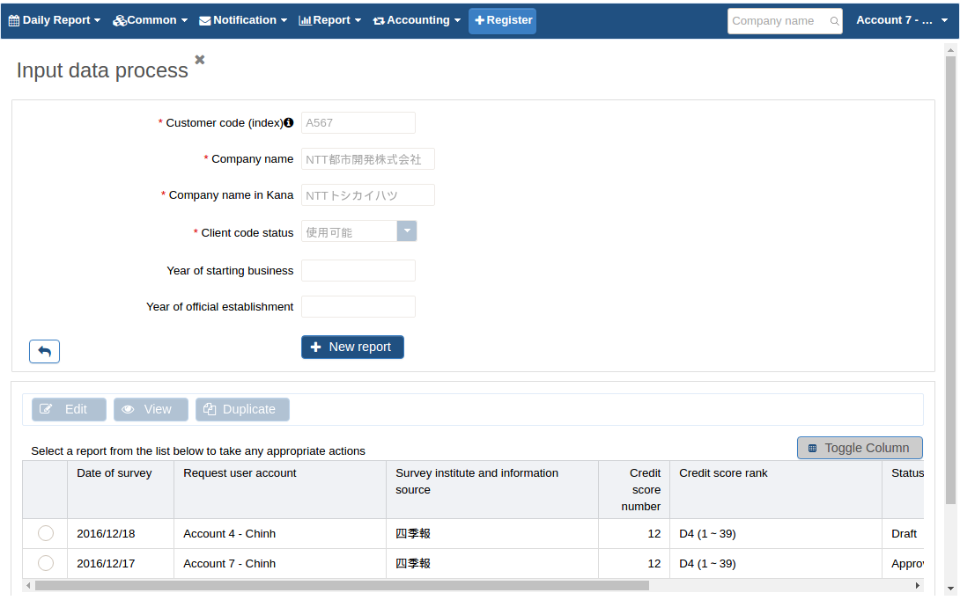 Daily Report Common Notification Report Accounting Register Company name Account 7 - ...
Input data process
* Customer code (index) A567
* Company name NTT都市開発株式会社
* Company name in Kana NTTトシカイハツ
* Client code status 使用可能
Year of starting business
Year of official establishment
New report
Edit View Duplicate
Select a report from the list below to take any appropriate actions
Toggle Column
Date of survey Request user account Survey institute and information source Credit score number Credit score rank Status
2016/12/18 Account 4 - Chinh 四季報 12 D4 (1 ~ 39) Draft
2016/12/17 Account 7 - Chinh 四季報 12 D4 (1 ~ 39) Approv